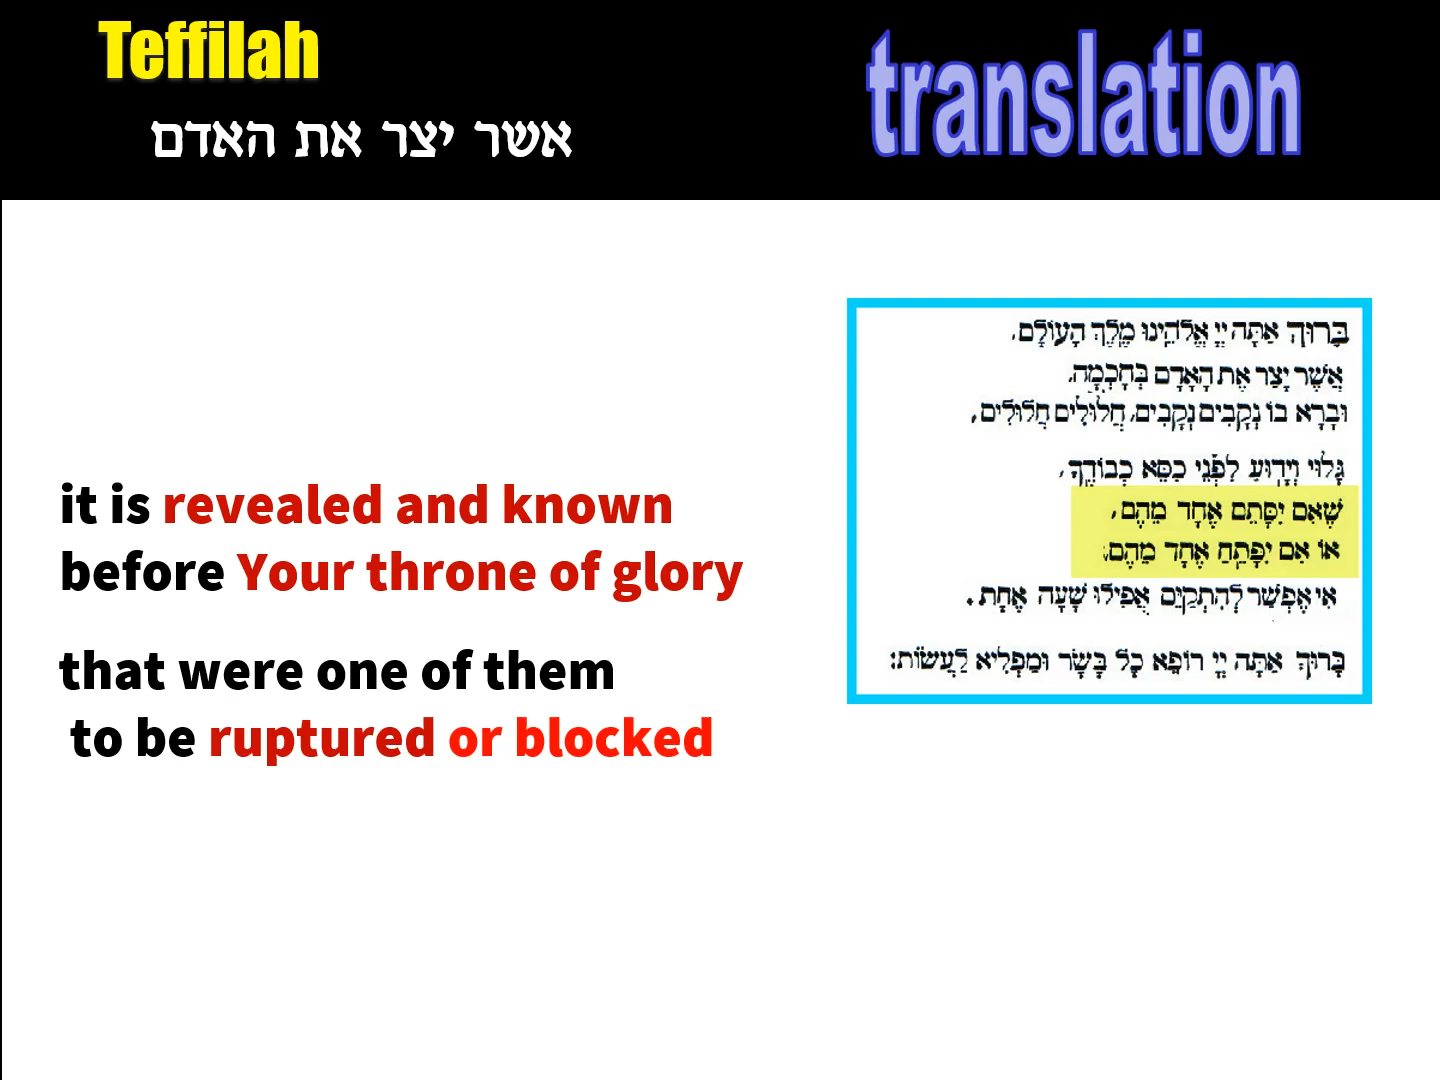 Teffilah
אשר יצר את האדם
translation
it is revealed and known
before Your throne of glory
that were one of them
to be ruptured or blocked
בָּרוּךְ אַתָּה יְיָ אֱלֹהֵינוּ מֶלֶךְ הָעוֹלָם,
אֲשֶׁר יָצַר אֶת הָאָדָם בְּחָכְמָה,
וּבָרָא בוֹ נְקָבִים נְקָבִים, חֲלוּלִים חֲלוּלִים,
גָּלוּי וְיָדוּעַ לִפְנֵי כִסֵּא כְבוֹדֶךָ,
שֶׁאִם יִסָּתֵם אֶחָד מֵהֶם,
אוֹ אִם יִפָּתֵחַ אֶחָד מֵהֶם,
אִי אֶפְשַׁר לְהִתְקַיֵּם אֲפִילוּ שָׁעָה אֶחָת.
בָּרוּךְ אַתָּה יְיָ רוֹפֵא כָל בָּשָׂר וּמַפְלִיא לַעֲשׂוֹת: